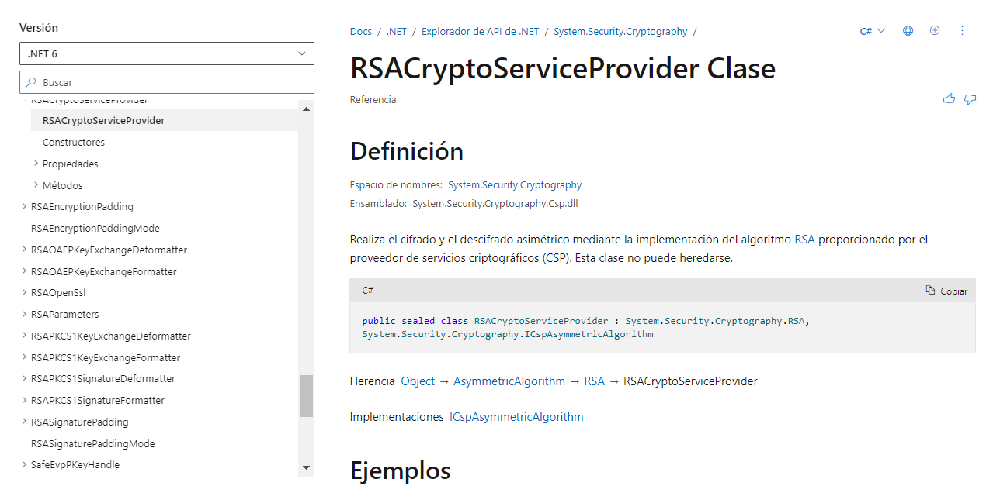 Versión
.NET 6
Buscar
RSACryptoServiceProvider
RSACryptoServiceProvider
Constructores
Propiedades
Métodos
RSAEncryptionPadding
RSAEncryptionPaddingMode
RSAOAEPKeyExchangeDeformatter
RSAOAEPKeyExchangeFormatter
RSAOpenSsl
RSAParameters
RSAPKCS1KeyExchangeDeformatter
RSAPKCS1KeyExchangeFormatter
RSAPKCS1SignatureDeformatter
RSAPKCS1SignatureFormatter
RSASignaturePadding
RSASignaturePaddingMode
SafeEvpPKeyHandle
Docs / .NET / Explorador de API de .NET / System.Security.Cryptography /
C#
RSACryptoServiceProvider Clase
Referencia
Definición
Espacio de nombres: System.Security.Cryptography
Ensamblado: System.Security.Cryptography.Csp.dll
Realiza el cifrado y el descifrado asimétrico mediante la implementación del algoritmo RSA proporcionado por el
proveedor de servicios criptográficos (CSP). Esta clase no puede heredarse.
C# Copiar
public sealed class RSACryptoServiceProvider : System.Security.Cryptography.RSA,
System.Security.Cryptography.ICspAsymmetricAlgorithm
Herencia Object → AsymmetricAlgorithm → RSA → RSACryptoServiceProvider
Implementaciones ICspAsymmetricAlgorithm
Ejemplos